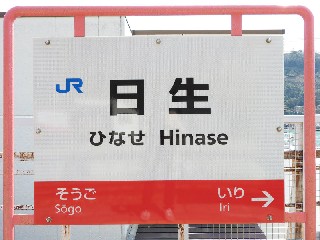 JR
日生
ひなせ Hinase
そうご いり →
Sōgo Iri